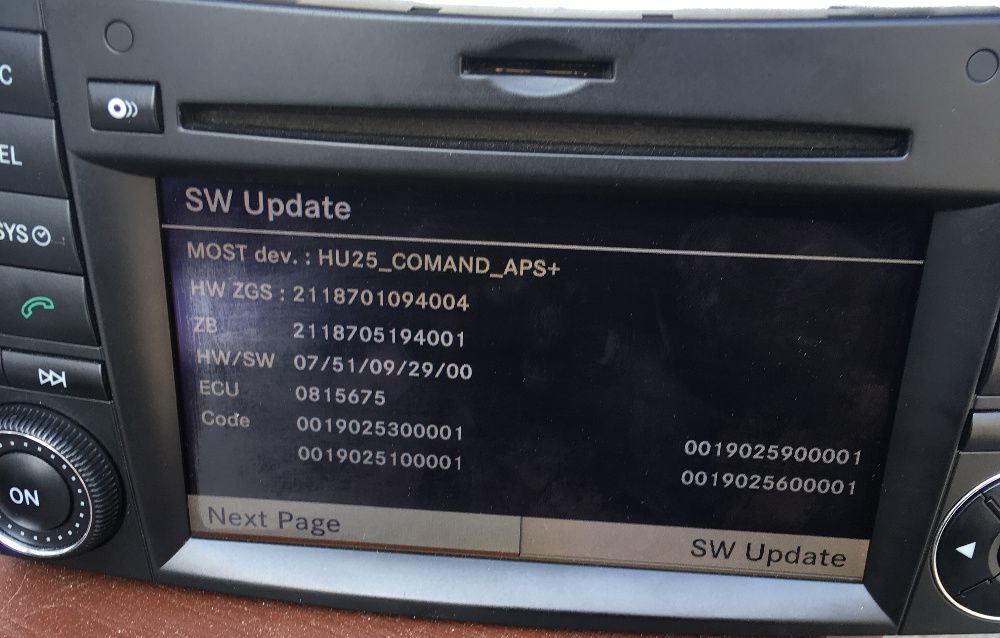 C
EL
SYS
ON
SW Update
MOST dev. : HU25_COMAND_APS+
HW ZGS : 2118701094004
ZB 2118705194001
HW/SW 07/51/09/29/00
ECU 0815675
Code 0019025300001 0019025900001
0019025100001 0019025600001
Next Page SW Update